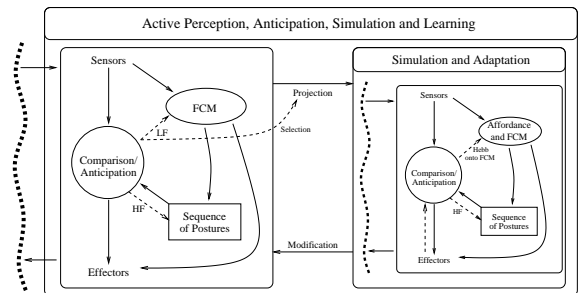 Active Perception, Anticipation, Simulation and Learning
Sensors
FCM
LF
Comparison/
Anticipation
HF
Sequence
of Postures
Effectors
Projection
Selection
Modification
Simulation and Adaptation
Sensors
Affordance
and FCM
Hebb
onto FCM
Comparison/
Anticipation
HF
Sequence
of Postures
Effectors